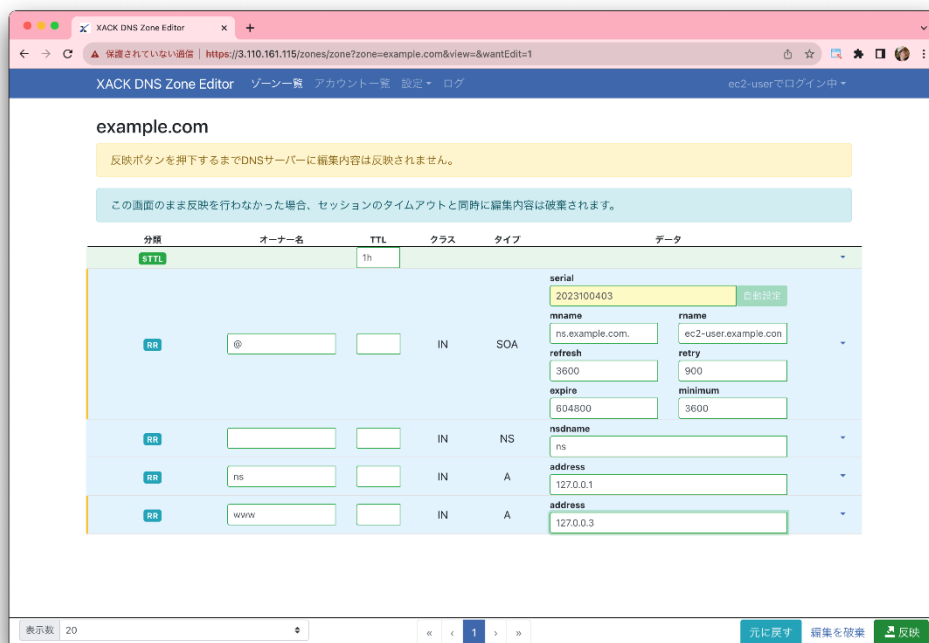 XACK DNS Zone Editor
保護されていない通信 https://3.110.161.115/zones/zone?zone=example.com&view=&wantEdit=1
XACK DNS Zone Editor ゾーン一覧 アカウント一覧 設定 ログ ec2-userでログイン中
example.com
反映ボタンを押下するまでDNSサーバーに編集内容は反映されません。
この画面のまま反映を行わなかった場合、セッションのタイムアウトと同時に編集内容は破棄されます。
分類 オーナー名 TTL クラス タイプ データ
$TTL 1h
serial
2023100403 自動設定
mname rname
ns.example.com. ec2-user.example.con
RR @ IN SOA
refresh retry
3600 900
expire minimum
604800 3600
nsdname
RR IN NS ns
address
RR ns IN A 127.0.0.1
address
RR www IN A 127.0.0.3
表示数 20 « ‹ 1 › » 元に戻す 編集を破棄 反映